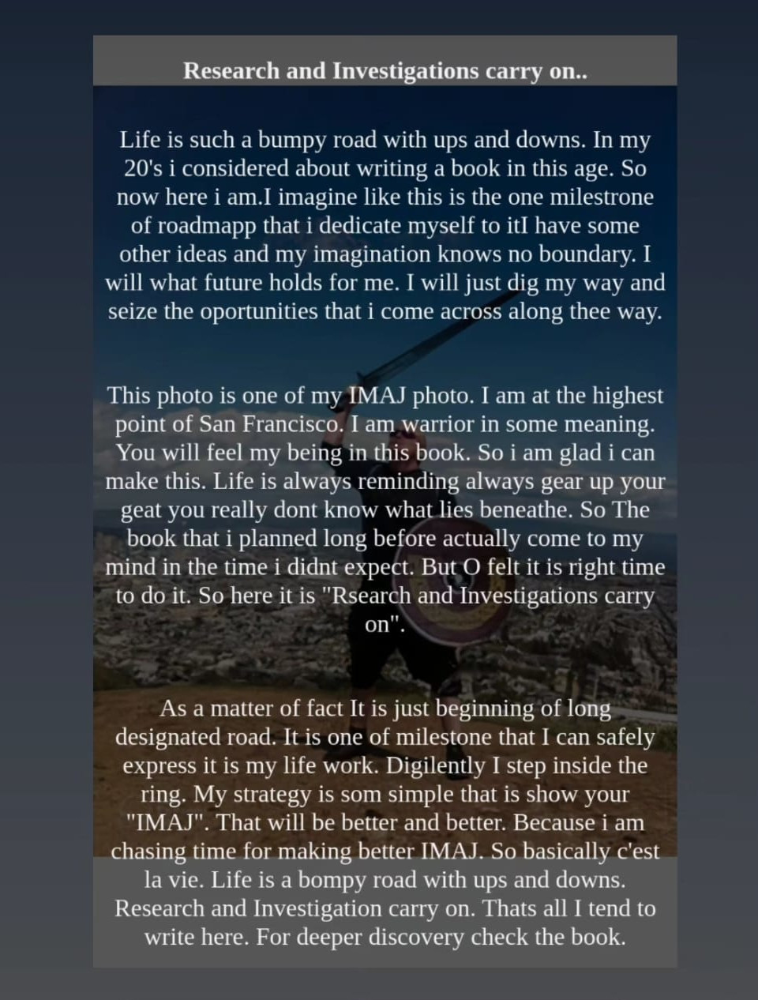 Research and Investigations carry on..
Life is such a bumpy road with ups and downs. In my
20's i considered about writing a book in this age. So
now here i am.I imagine like this is the one milestrone
of roadmapp that i dedicate myself to itI have some
other ideas and my imagination knows no boundary. I
will what future holds for me. I will just dig my way and
seize the oportunities that i come across along thee way.
This photo is one of my IMAJ photo. I am at the highest
point of San Francisco. I am warrior in some meaning.
You will feel my being in this book. So i am glad i can
make this. Life is always reminding always gear up your
geat you really dont know what lies beneathe. So The
book that i planned long before actually come to my
mind in the time i didnt expect. But O felt it is right time
to do it. So here it is "Rsearch and Investigations carry
on".
As a matter of fact It is just beginning of long
designated road. It is one of milestone that I can safely
express it is my life work. Digilently I step inside the
ring. My strategy is som simple that is show your
"IMAJ". That will be better and better. Because i am
chasing time for making better IMAJ. So basically c'est
la vie. Life is a bompy road with ups and downs.
Research and Investigation carry on. Thats all I tend to
write here. For deeper discovery check the book.